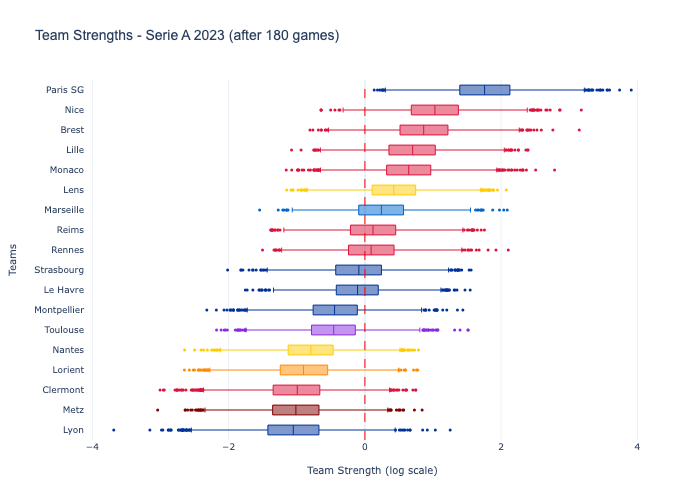 Team Strengths - Serie A 2023 (after 180 games)
Paris SG
Nice
Brest
Lille
Monaco
Lens
Marseille
Reims
Rennes
Strasbourg
Le Havre
Montpellier
Toulouse
Nantes
Lorient
Clermont
Metz
Lyon
Teams
−4 −2 0 2 4
Team Strength (log scale)